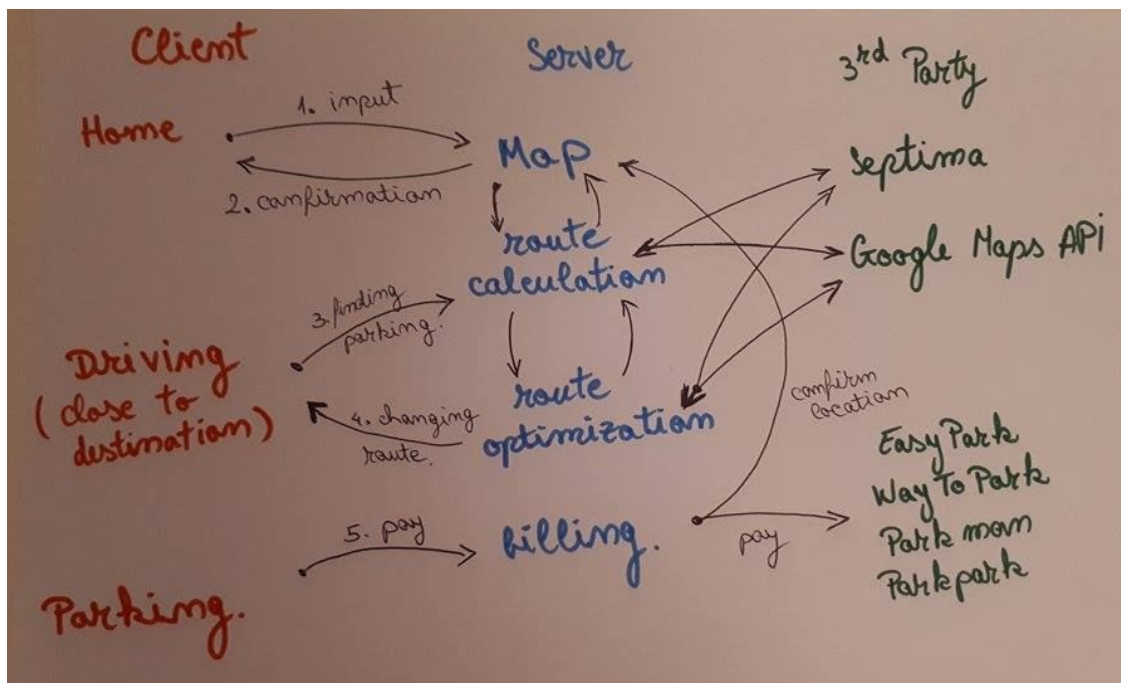 Client
Server
3rd Party
Home
1. input
2. confirmation
Map
Septima
route
calculation
Google Maps API
3. finding
parking.
Driving
(close to
destination)
4. changing
route.
route
optimization
confirm
location
Easy Park
Way To Park
Park man
Parkpark
5. pay
billing.
pay
Parking.